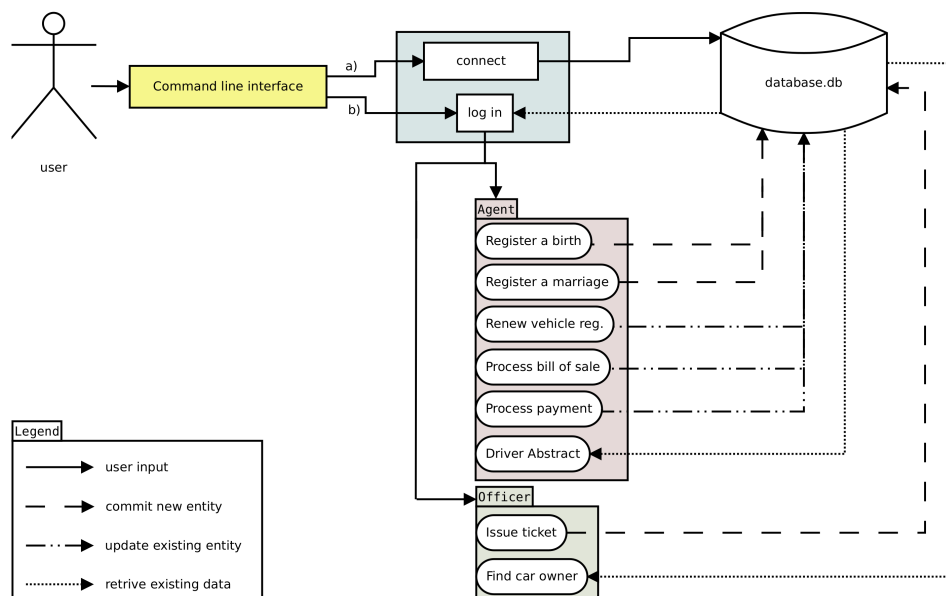 a)
connect
database.db
Command line interface
b)
log in
user
Agent
Register a birth
Register a marriage
Renew vehicle reg.
Process bill of sale
Process payment
Driver Abstract
Legend
user input
commit new entity
update existing entity
retrive existing data
Officer
Issue ticket
Find car owner